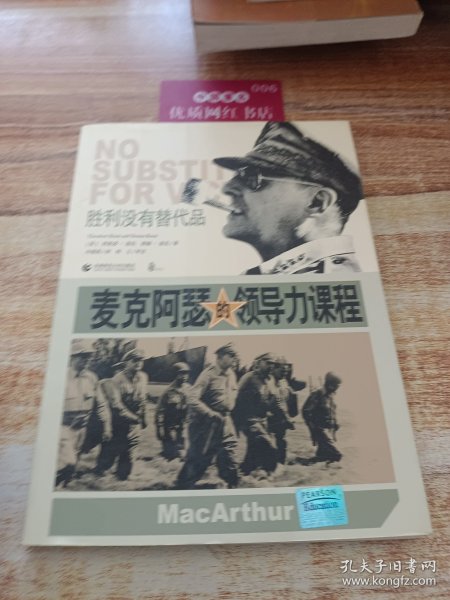 006
优质网红书店
NO
SUBSTIT
FOR V
胜利没有替代品
麦克阿瑟的领导力课程
MacArthur
PEARSON
Education
孔夫子旧书网
www.kongfz.com